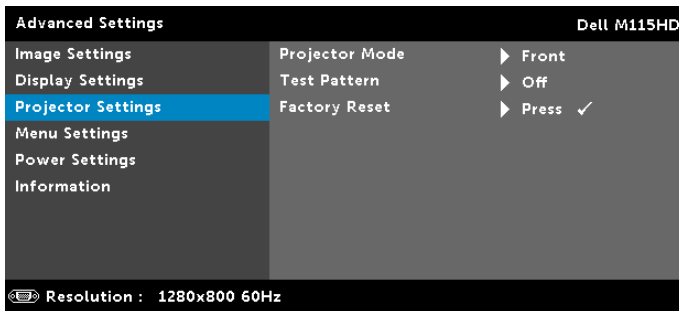 Advanced Settings Dell M115HD
Image Settings Projector Mode Front
Display Settings Test Pattern Off
Projector Settings Factory Reset Press ✓
Menu Settings
Power Settings
Information
Resolution : 1280x800 60Hz